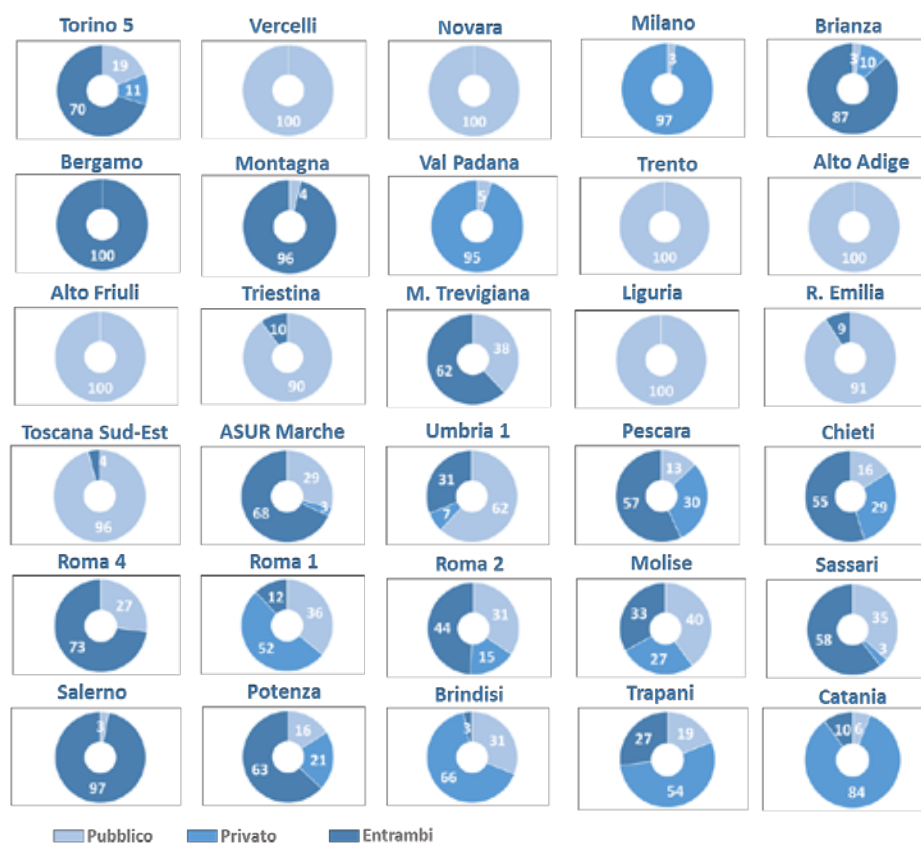 Torino 5 Vercelli Novara Milano Brianza
19 11 70 100 100 3 97 3 10 87
Bergamo Montagna Val Padana Trento Alto Adige
100 4 96 5 95 100 100
Alto Friuli Triestina M. Trevigiana Liguria R. Emilia
100 10 90 38 62 100 9 91
Toscana Sud-Est ASUR Marche Umbria 1 Pescara Chieti
4 96 29 3 68 31 7 62 13 30 57 16 29 55
Roma 4 Roma 1 Roma 2 Molise Sassari
27 73 12 36 52 31 44 15 33 40 27 35 3 58
Salerno Potenza Brindisi Trapani Catania
3 97 16 21 63 3 31 66 27 19 54 10 6 84
Pubblico Privato Entrambi